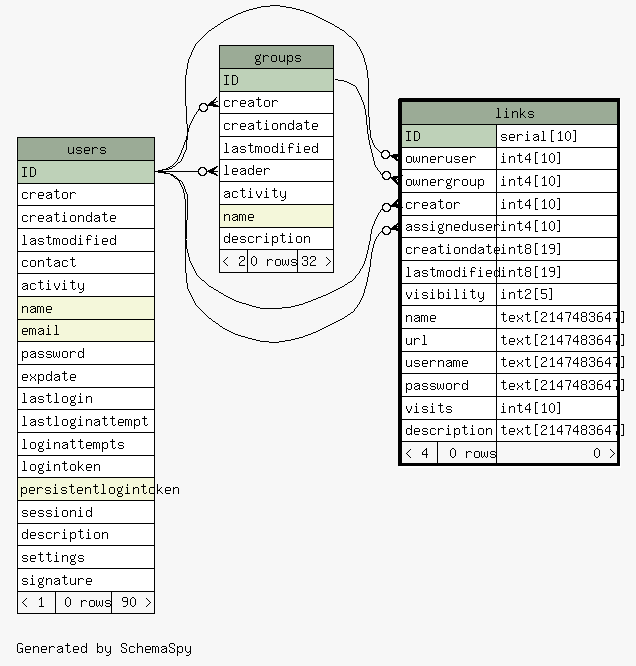 groups
ID
creator
creationdate
lastmodified
leader
activity
name
description
< 2 0 rows 32 >
links
ID serial[10]
owneruser int4[10]
ownergroup int4[10]
creator int4[10]
assigneduser int4[10]
creationdate int8[19]
lastmodified int8[19]
visibility int2[5]
name text[2147483647]
url text[2147483647]
username text[2147483647]
password text[2147483647]
visits int4[10]
description text[2147483647]
< 4 0 rows 0 >
users
ID
creator
creationdate
lastmodified
contact
activity
name
email
password
expdate
lastlogin
lastloginattempt
loginattempts
logintoken
persistentlogintoken
sessionid
description
settings
signature
< 1 0 rows 90 >
Generated by SchemaSpy